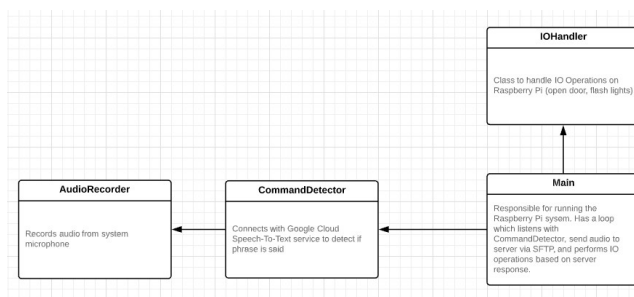 IOHandler
Class to handle IO Operations on
Raspberry Pi (open door, flash lights)
AudioRecorder
Records audio from system
microphone
CommandDetector
Connects with Google Cloud
Speech-To-Text service to detect if
phrase is said
Main
Responsible for running the
Raspberry Pi sysem. Has a loop
which listens with
CommandDetector, send audio to
server via SFTP, and performs IO
operations based on server
response.